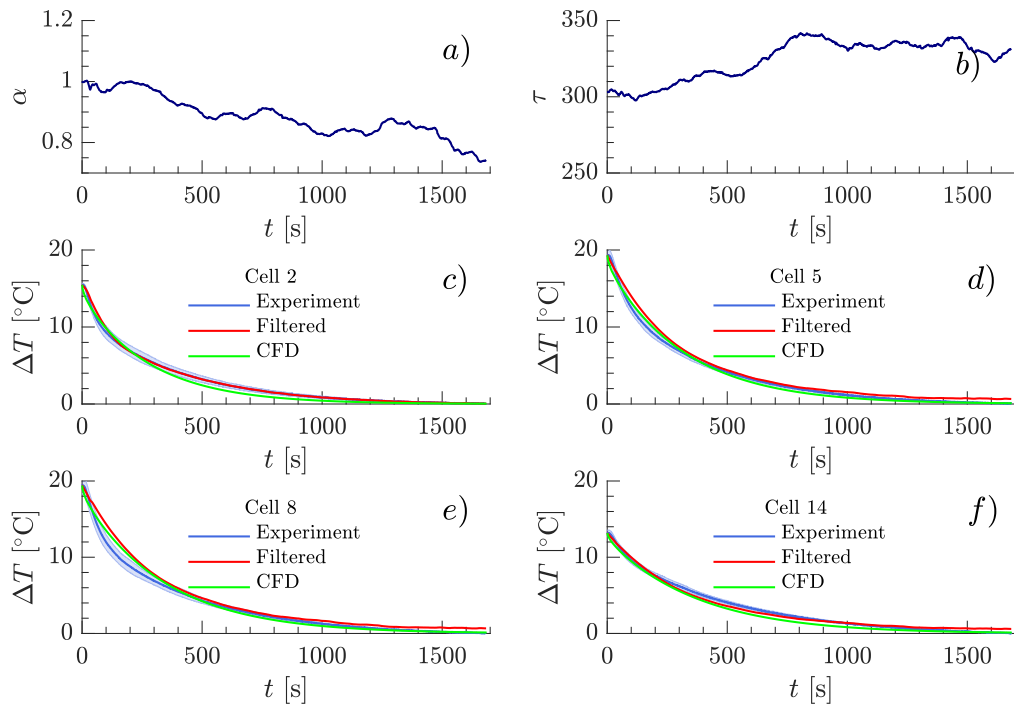 1.2
1
0.8
α
a)
0 500 1000 1500
t [s]
350
300
250
τ
b)
0 500 1000 1500
t [s]
20
10
0
ΔT [°C]
Cell 2
Experiment
Filtered
CFD
c)
0 500 1000 1500
t [s]
20
10
0
ΔT [°C]
Cell 5
Experiment
Filtered
CFD
d)
0 500 1000 1500
t [s]
20
10
0
ΔT [°C]
Cell 8
Experiment
Filtered
CFD
e)
0 500 1000 1500
t [s]
20
10
0
ΔT [°C]
Cell 14
Experiment
Filtered
CFD
f)
0 500 1000 1500
t [s]